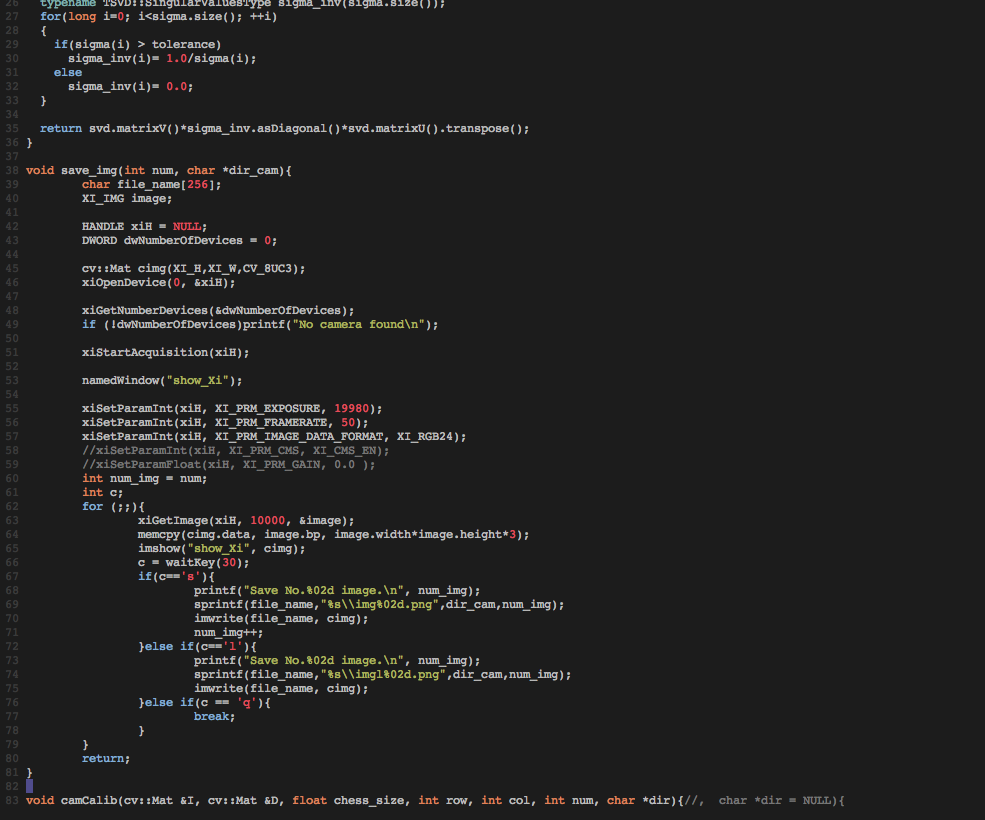 26   typename TSVD::SingularValuesType sigma_inv(sigma.size());
27   for(long i=0; i<sigma.size(); ++i)
28   {
29     if(sigma(i) > tolerance)
30       sigma_inv(i)= 1.0/sigma(i);
31     else
32       sigma_inv(i)= 0.0;
33   }
34
35   return svd.matrixV()*sigma_inv.asDiagonal()*svd.matrixU().transpose();
36 }
37
38 void save_img(int num, char *dir_cam){
39         char file_name[256];
40         XI_IMG image;
41
42         HANDLE xiH = NULL;
43         DWORD dwNumberOfDevices = 0;
44
45         cv::Mat cimg(XI_H,XI_W,CV_8UC3);
46         xiOpenDevice(0, &xiH);
47
48         xiGetNumberDevices(&dwNumberOfDevices);
49         if (!dwNumberOfDevices)printf("No camera found\n");
50
51         xiStartAcquisition(xiH);
52
53         namedWindow("show_Xi");
54
55         xiSetParamInt(xiH, XI_PRM_EXPOSURE, 19980);
56         xiSetParamInt(xiH, XI_PRM_FRAMERATE, 50);
57         xiSetParamInt(xiH, XI_PRM_IMAGE_DATA_FORMAT, XI_RGB24);
58         //xiSetParamInt(xiH, XI_PRM_CMS, XI_CMS_EN);
59         //xiSetParamFloat(xiH, XI_PRM_GAIN, 0.0 );
60         int num_img = num;
61         int c;
62         for (;;){
63                 xiGetImage(xiH, 10000, &image);
64                 memcpy(cimg.data, image.bp, image.width*image.height*3);
65                 imshow("show_Xi", cimg);
66                 c = waitKey(30);
67                 if(c=='s'){
68                         printf("Save No.%02d image.\n", num_img);
69                         sprintf(file_name,"%s\\img%02d.png",dir_cam,num_img);
70                         imwrite(file_name, cimg);
71                         num_img++;
72                 }else if(c=='l'){
73                         printf("Save No.%02d image.\n", num_img);
74                         sprintf(file_name,"%s\\imgl%02d.png",dir_cam,num_img);
75                         imwrite(file_name, cimg);
76                 }else if(c == 'q'){
77                         break;
78                 }
79         }
80         return;
81 }
82
83 void camCalib(cv::Mat &I, cv::Mat &D, float chess_size, int row, int col, int num, char *dir){//,  char *dir = NULL){